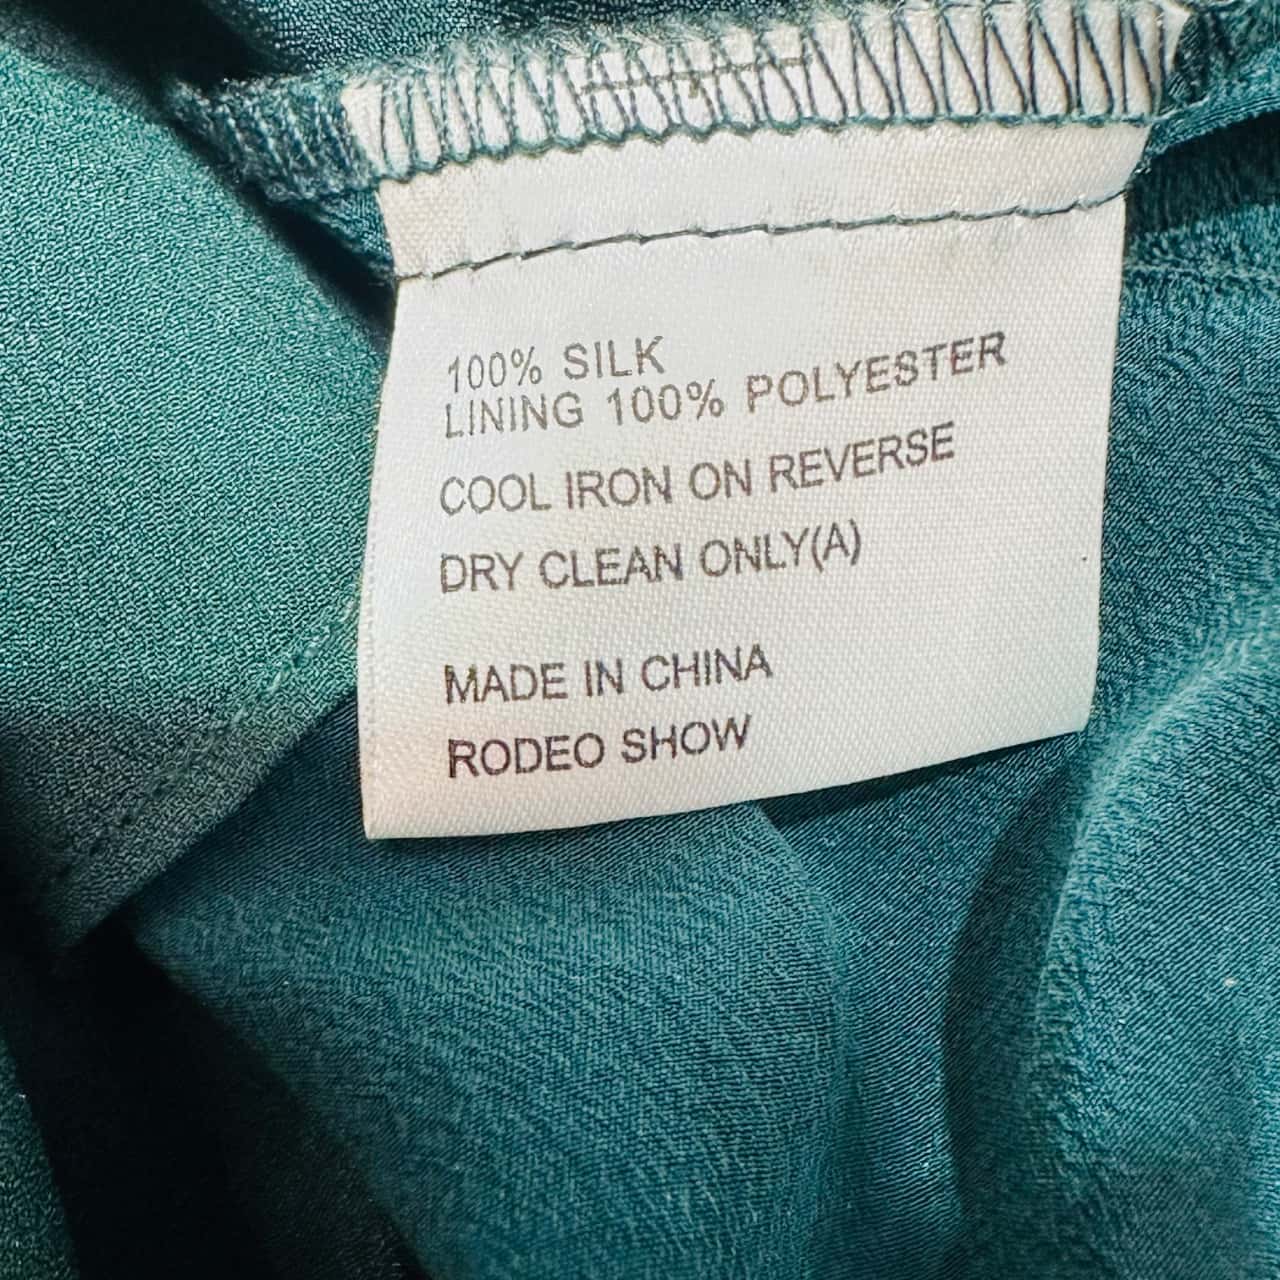 100% SILK
LINING 100% POLYESTER
COOL IRON ON REVERSE
DRY CLEAN ONLY(A)
MADE IN CHINA
RODEO SHOW